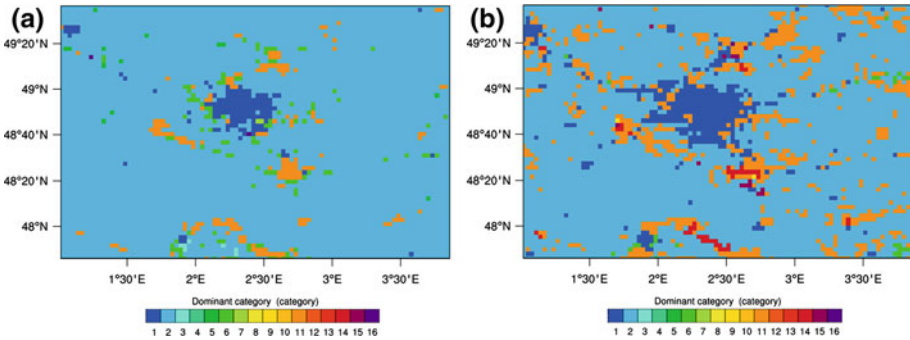 (a)
49°20'N
49°N
48°40'N
48°20'N
48°N
1°30'E 2°E 2°30'E 3°E 3°30'E
Dominant category (category)
1 2 3 4 5 6 7 8 9 10 11 12 13 14 15 16
(b)
49°20'N
49°N
48°40'N
48°20'N
48°N
1°30'E 2°E 2°30'E 3°E 3°30'E
Dominant category (category)
1 2 3 4 5 6 7 8 9 10 11 12 13 14 15 16